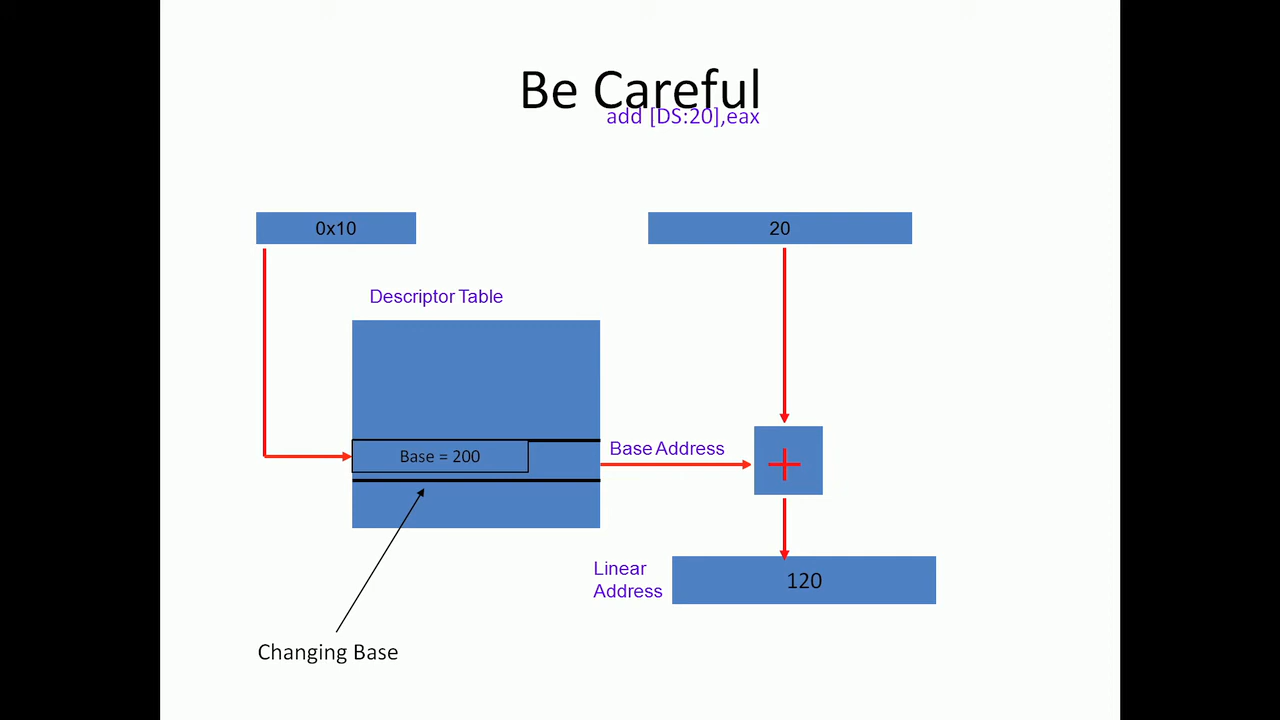 Be Careful
add [DS:20],eax
0x10
20
Descriptor Table
Base = 200
Base Address
Linear
Address
120
Changing Base